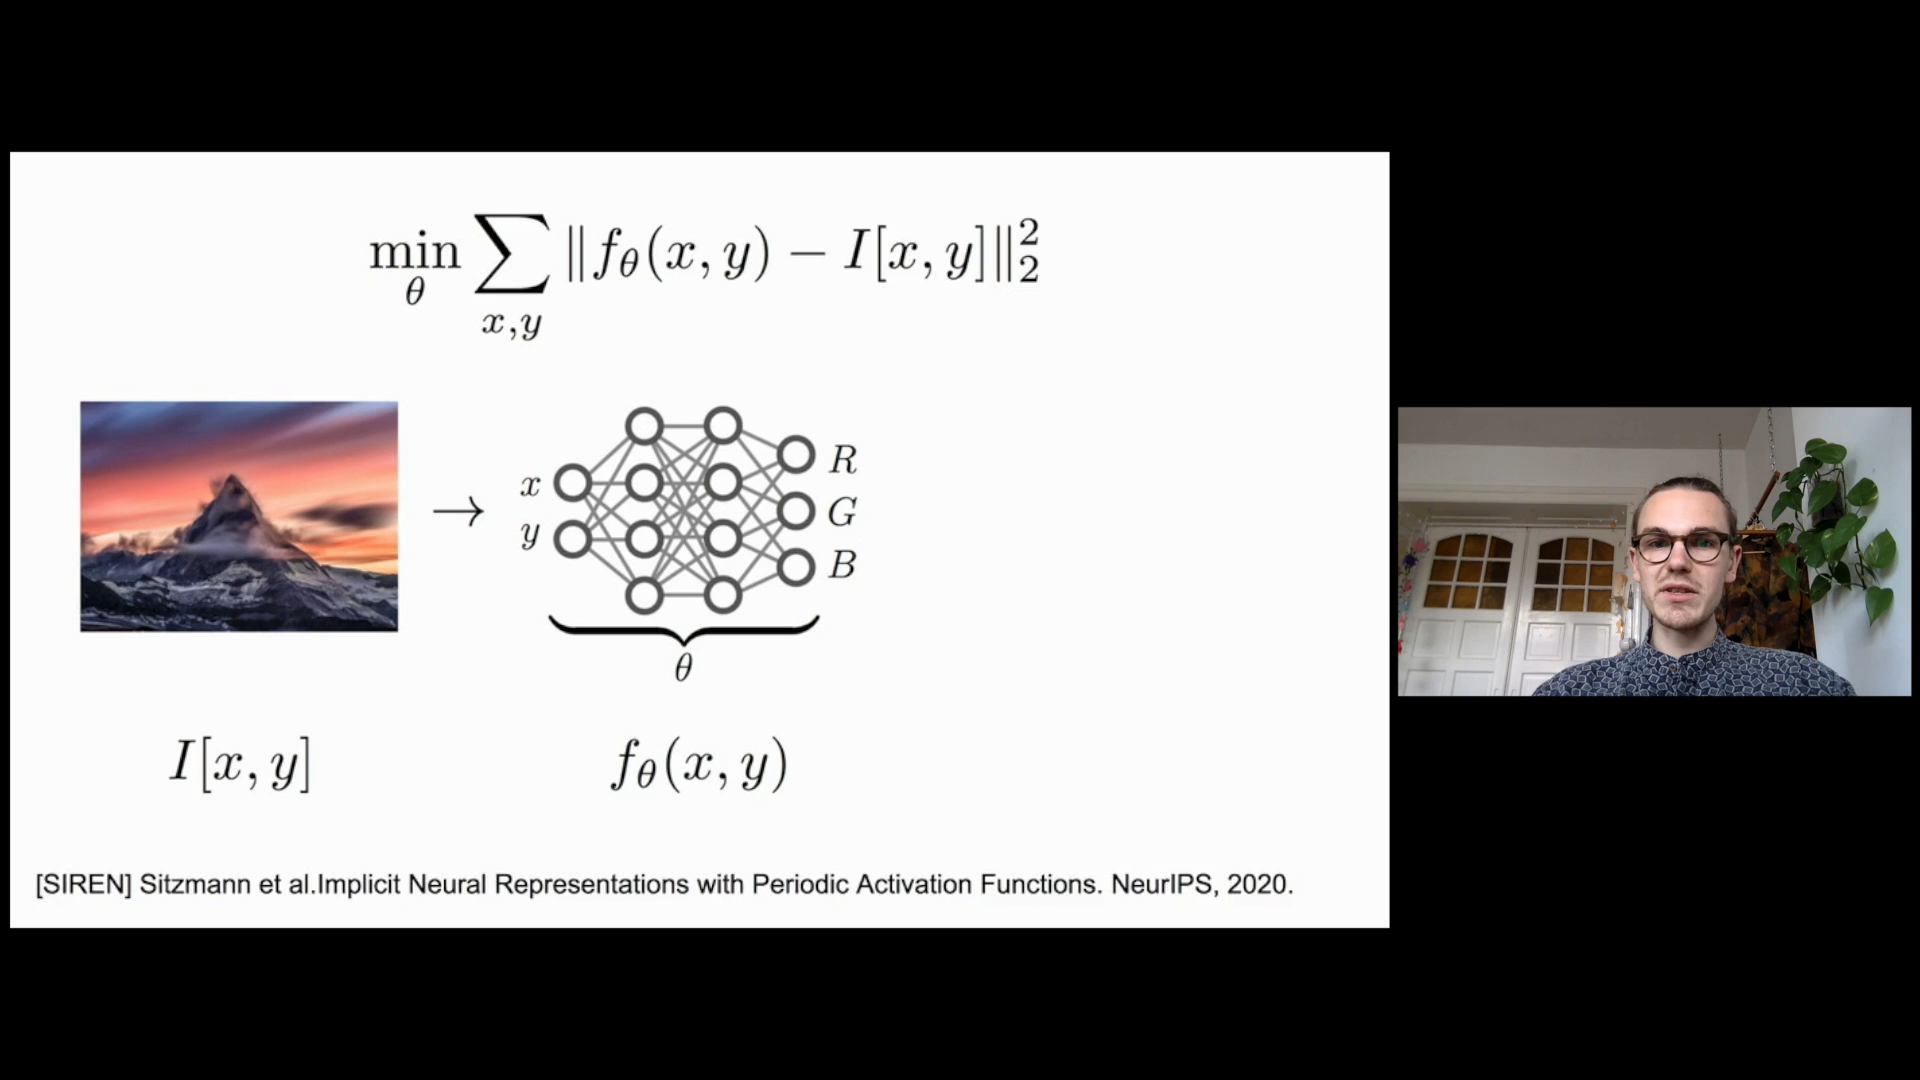 min θ ∑ x,y ‖fθ(x, y) − I[x, y]‖₂²
x
y
→
R
G
B
θ
I[x, y]
fθ(x, y)
[SIREN] Sitzmann et al.Implicit Neural Representations with Periodic Activation Functions. NeurIPS, 2020.